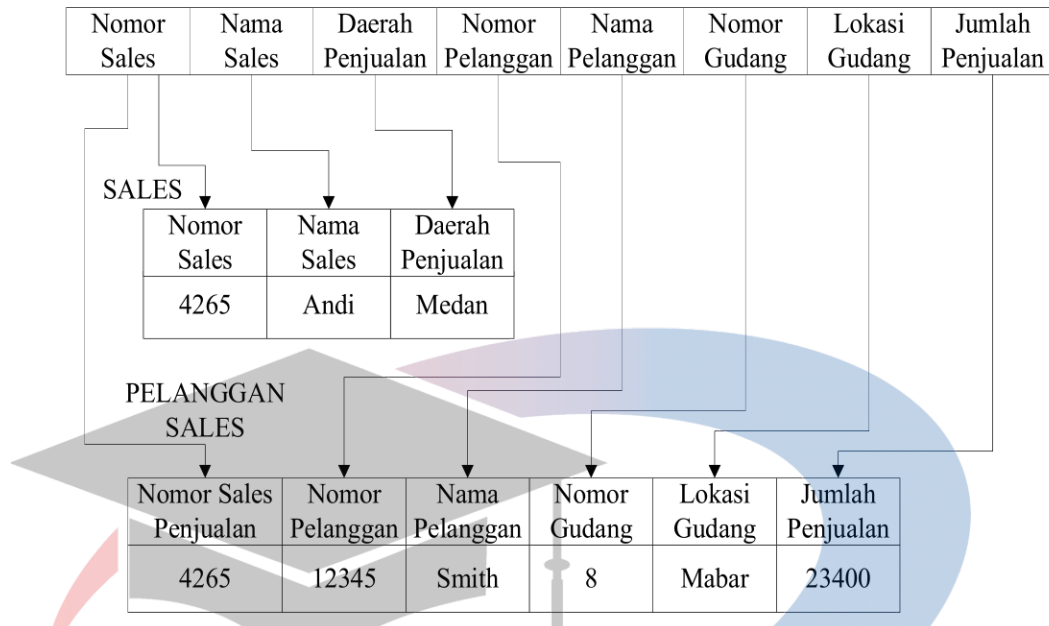 Nomor Nama Daerah Nomor Nama Nomor Lokasi Jumlah
Sales Sales Penjualan Pelanggan Pelanggan Gudang Gudang Penjualan
SALES
Nomor Nama Daerah
Sales Sales Penjualan
4265 Andi Medan
PELANGGAN
SALES
Nomor Sales Nomor Nama Nomor Lokasi Jumlah
Penjualan Pelanggan Pelanggan Gudang Gudang Penjualan
4265 12345 Smith 8 Mabar 23400